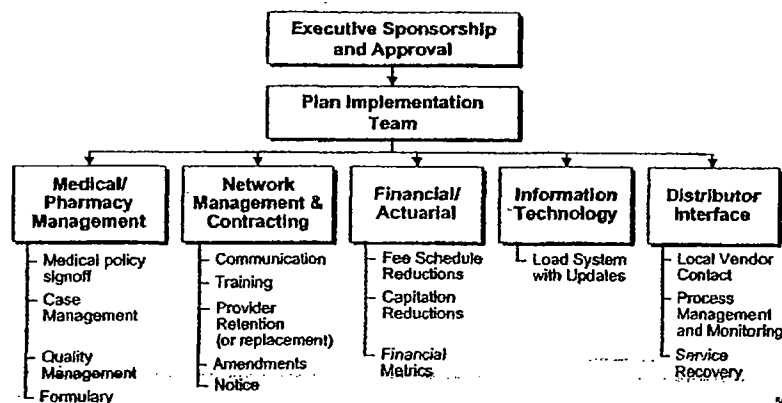 Executive Sponsorship
and Approval
Plan Implementation
Team
Medical/
Pharmacy
Management
Medical policy
signoff
Case
Management
Quality
Management
Formulary
Network
Management &
Contracting
Communication
Training
Provider
Retention
(or replacement)
Amendments
Notice
Financial/
Actuarial
Fee Schedule
Reductions
Capitation
Reductions
Financial
Metrics
Information
Technology
Load System
with Updates
Distributor
Interface
Local Vendor
Contact
Process
Management
and Monitoring
Service
Recovery